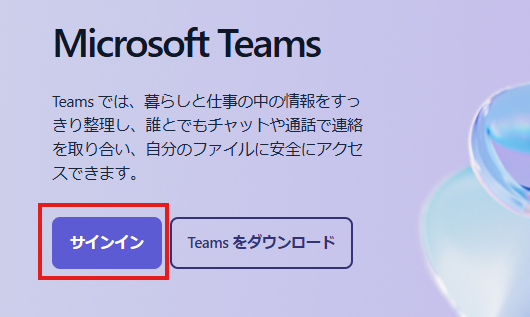 Microsoft Teams
Teams では、暮らしと仕事の中の情報をすっ
きり整理し、誰とでもチャットや通話で連絡
を取り合い、自分のファイルに安全にアクセ
スできます。
サインイン
Teams をダウンロード